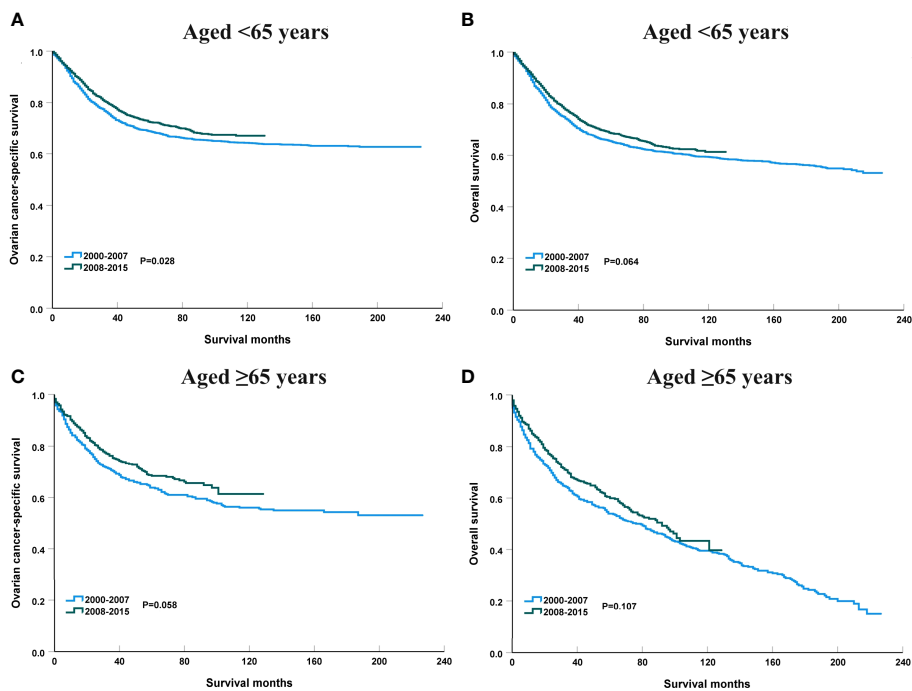 A
Aged <65 years
Ovarian cancer-specific survival
1.0
0.8
0.6
0.4
0.2
0.0
2000-2007
2008-2015
P=0.028
0 40 80 120 160 200 240
Survival months
B
Aged <65 years
Overall survival
1.0
0.8
0.6
0.4
0.2
0.0
2000-2007
2008-2015
P=0.064
0 40 80 120 160 200 240
Survival months
C
Aged ≥65 years
Ovarian cancer-specific survival
1.0
0.8
0.6
0.4
0.2
0.0
2000-2007
2008-2015
P=0.058
0 40 80 120 160 200 240
Survival months
D
Aged ≥65 years
Overall survival
1.0
0.8
0.6
0.4
0.2
0.0
2000-2007
2008-2015
P=0.107
0 40 80 120 160 200 240
Survival months